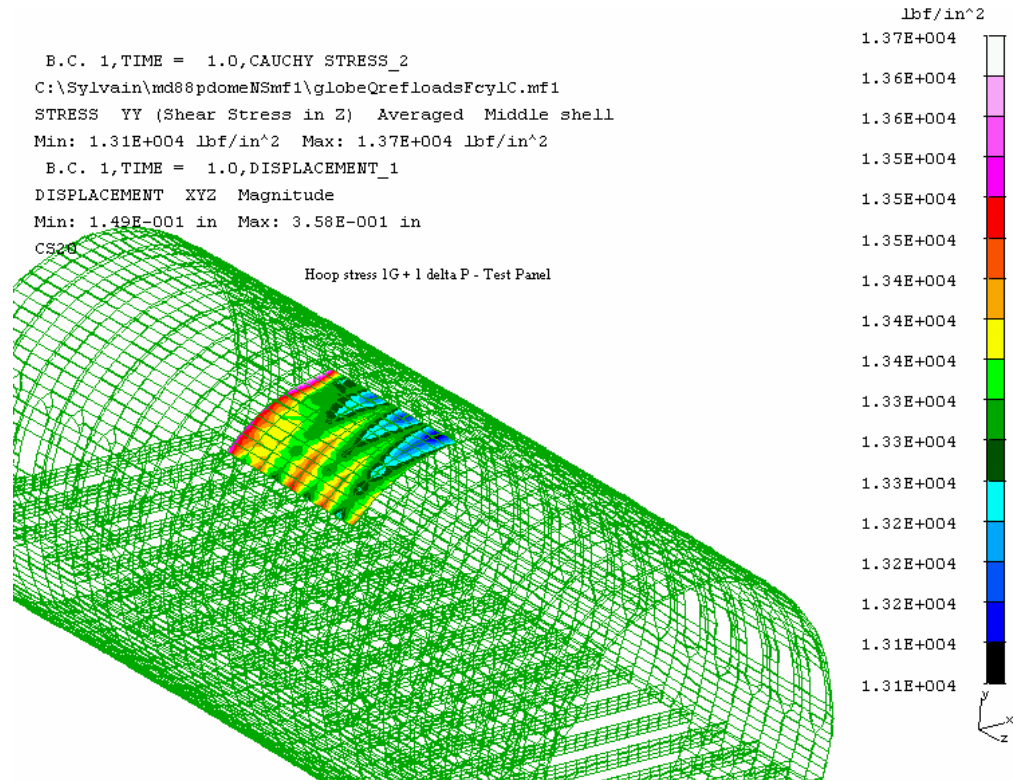 lbf/in^2
B.C. 1,TIME = 1.0,CAUCHY STRESS_2
C:\Sylvain\md88pdomeNSmf1\globeQrefloadsFcylC.mf1
STRESS YY (Shear Stress in Z) Averaged Middle shell
Min: 1.31E+004 lbf/in^2 Max: 1.37E+004 lbf/in^2
B.C. 1,TIME = 1.0,DISPLACEMENT_1
DISPLACEMENT XYZ Magnitude
Min: 1.49E-001 in Max: 3.58E-001 in
Hoop stress 1G + 1 delta P - Test Panel
1.37E+004
1.36E+004
1.36E+004
1.35E+004
1.35E+004
1.35E+004
1.34E+004
1.34E+004
1.34E+004
1.33E+004
1.33E+004
1.33E+004
1.32E+004
1.32E+004
1.32E+004
1.31E+004
1.31E+004
y
x
z